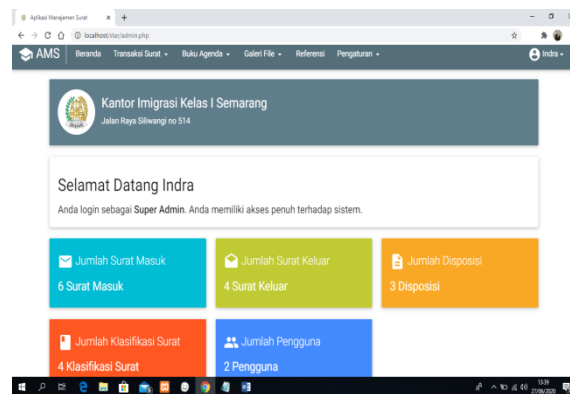 Aplikasi Manajemen Surat
localhost/star/admin.php
AMS Beranda Transaksi Surat Buku Agenda Galeri File Referensi Pengaturan Indra
Kantor Imigrasi Kelas I Semarang
Jalan Raya Siliwangi no 514
Selamat Datang Indra
Anda login sebagai Super Admin. Anda memiliki akses penuh terhadap sistem.
Jumlah Surat Masuk
6 Surat Masuk
Jumlah Surat Keluar
4 Surat Keluar
Jumlah Disposisi
3 Disposisi
Jumlah Klasifikasi Surat
4 Klasifikasi Surat
Jumlah Pengguna
2 Pengguna
13:39
27/06/2020